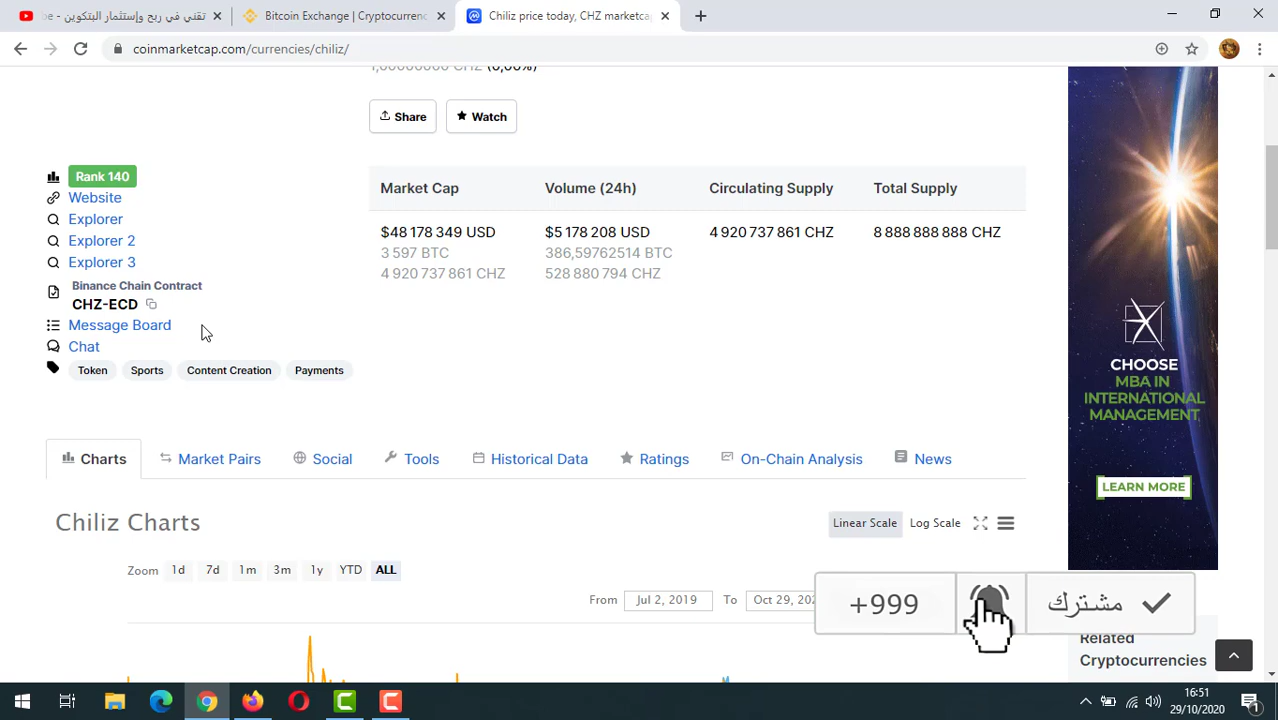 be - تقني في ربح وإستثمار البتكوين
Bitcoin Exchange | Cryptocurrenc
Chiliz price today, CHZ marketca
coinmarketcap.com/currencies/chiliz/
Share
Watch
Rank 140
Website
Explorer
Explorer 2
Explorer 3
Binance Chain Contract
CHZ-ECD
Message Board
Chat
Token
Sports
Content Creation
Payments
Market Cap
Volume (24h)
Circulating Supply
Total Supply
$48 178 349 USD
$5 178 208 USD
4 920 737 861 CHZ
8 888 888 888 CHZ
3 597 BTC
386,59762514 BTC
4 920 737 861 CHZ
528 880 794 CHZ
CHOOSE
MBA IN
INTERNATIONAL
MANAGEMENT
LEARN MORE
Charts
Market Pairs
Social
Tools
Historical Data
Ratings
On-Chain Analysis
News
Chiliz Charts
Linear Scale
Log Scale
Zoom
1d
7d
1m
3m
1y
YTD
ALL
From
Jul 2, 2019
To
Oct 29, 202
+999
مشترك
Related
Cryptocurrencies
16:51
29/10/2020
1